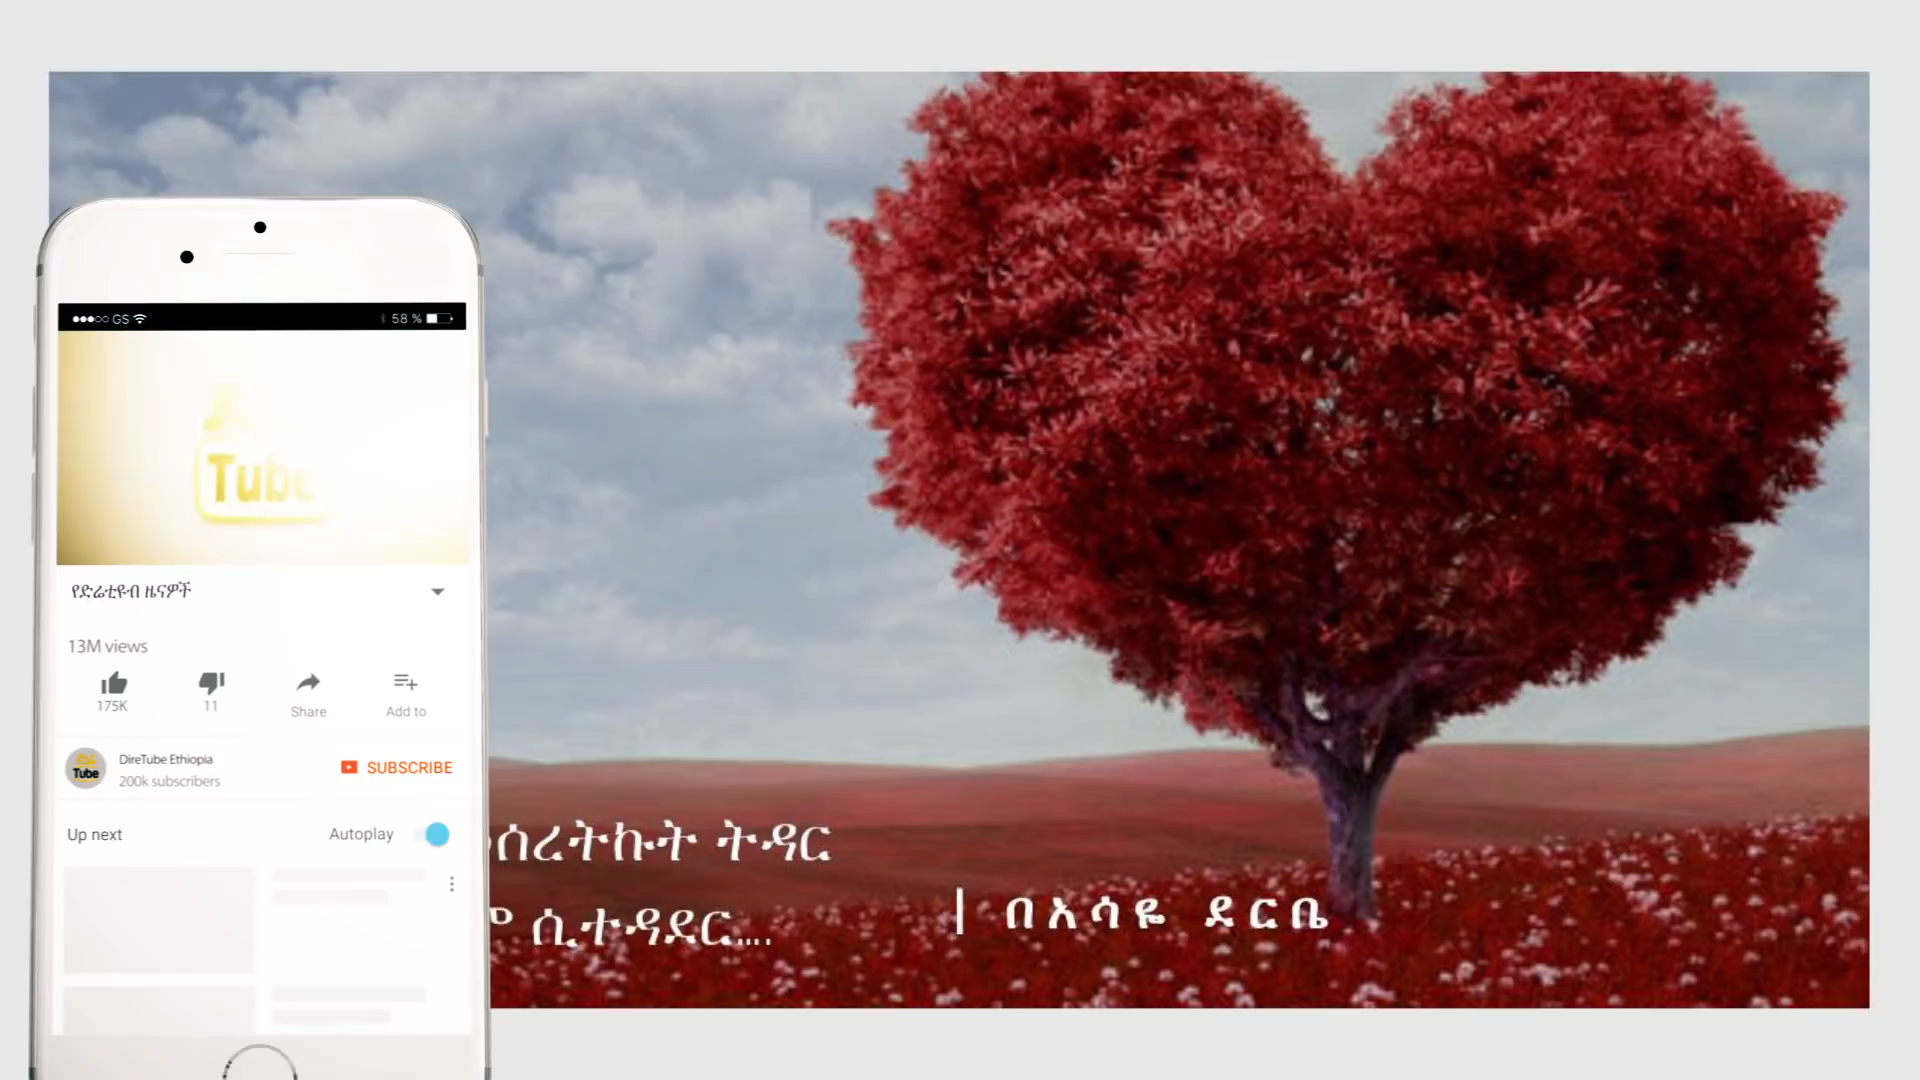 GS
58 %
Tube
የድሬቲዩብ ዜናዎች
13M views
175K
11
Share
Add to
Tube
DireTube Ethiopia
200k subscribers
SUBSCRIBE
Up next
Autoplay
ትዳር
ሲተዳደር....
| በአሳዬ ደርቤ